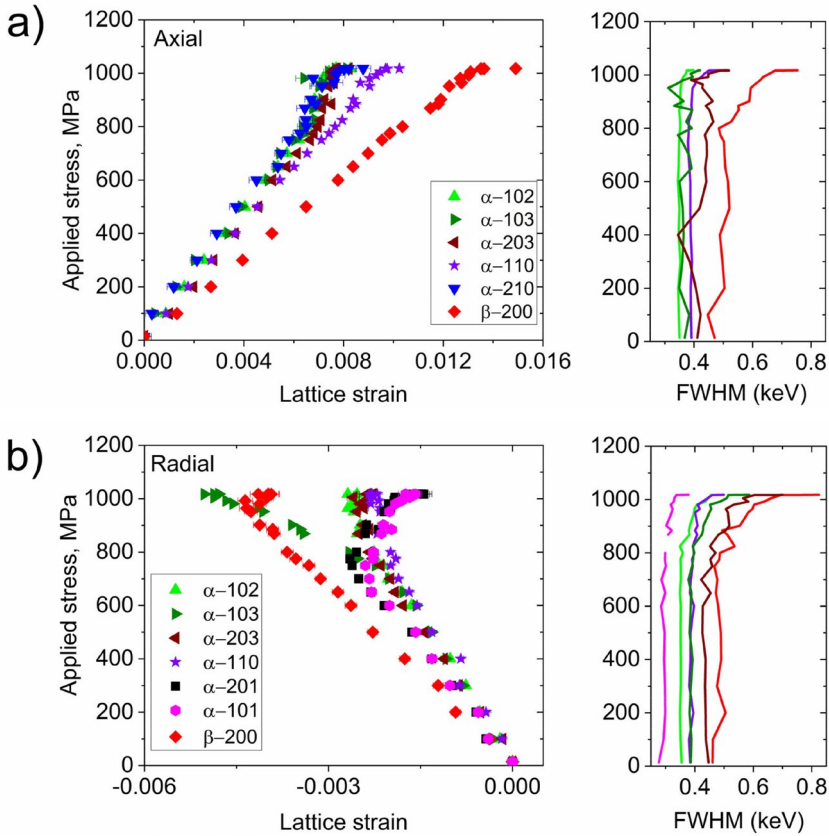 a)
Axial
Applied stress, MPa
1200
1000
800
600
400
200
0
0.000 0.004 0.008 0.012 0.016
Lattice strain
α−102
α−103
α−203
α−110
α−210
β−200
1200
1000
800
600
400
200
0
0.4 0.6 0.8
FWHM (keV)
b)
Radial
Applied stress, MPa
1200
1000
800
600
400
200
0
-0.006 -0.003 0.000
Lattice strain
α−102
α−103
α−203
α−110
α−201
α−101
β−200
1200
1000
800
600
400
200
0
0.4 0.6 0.8
FWHM (keV)